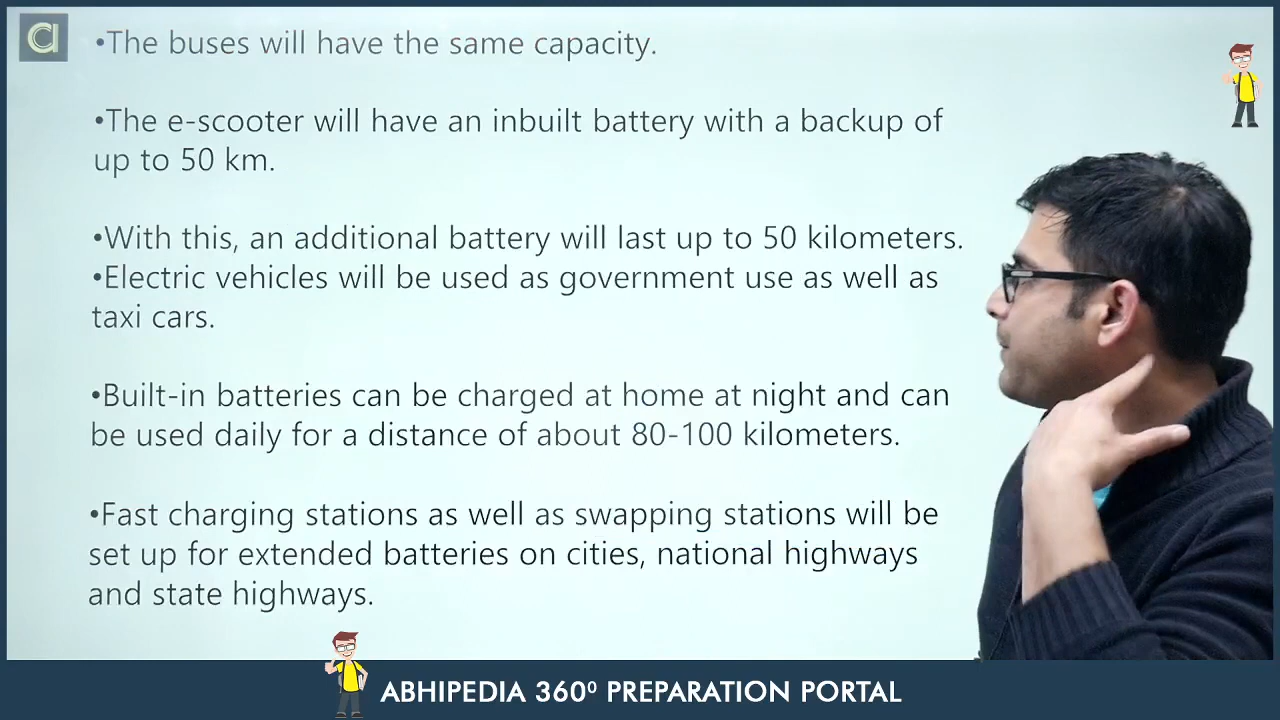 •The buses will have the same capacity.
•The e-scooter will have an inbuilt battery with a backup of
up to 50 km.
•With this, an additional battery will last up to 50 kilometers.
•Electric vehicles will be used as government use as well as
taxi cars.
•Built-in batteries can be charged at home at night and can
be used daily for a distance of about 80-100 kilometers.
•Fast charging stations as well as swapping stations will be
set up for extended batteries on cities, national highways
and state highways.
ABHIPEDIA 360⁰ PREPARATION PORTAL